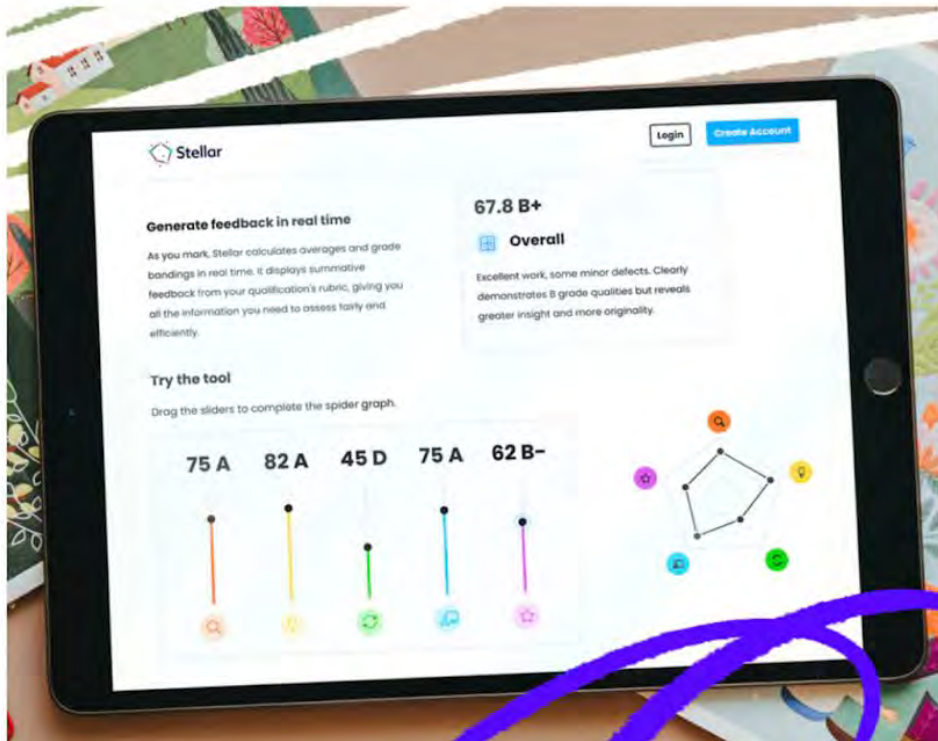 Stellar
Login
Create Account
Generate feedback in real time
As you mark, Stellar calculates averages and grade
bandings in real time. It displays summative
feedback from your qualification's rubric, giving you
all the information you need to assess fairly and
efficiently.
67.8 B+
Overall
Excellent work, some minor defects. Clearly
demonstrates B grade qualities but reveals
greater insight and more originality.
Try the tool
Drag the sliders to complete the spider graph.
75 A
82 A
45 D
75 A
62 B-